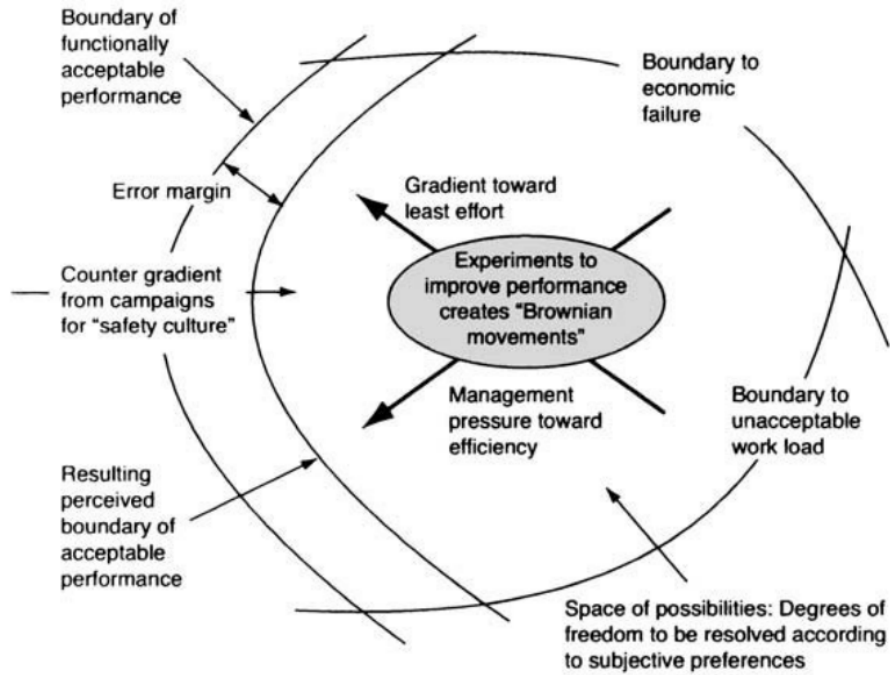 Boundary of
functionally
acceptable
performance
Boundary to
economic
failure
Error margin
Gradient toward
least effort
Counter gradient
from campaigns
for "safety culture"
Experiments to
improve performance
creates "Brownian
movements"
Management
pressure toward
efficiency
Boundary to
unacceptable
work load
Resulting
perceived
boundary of
acceptable
performance
Space of possibilities: Degrees of
freedom to be resolved according
to subjective preferences